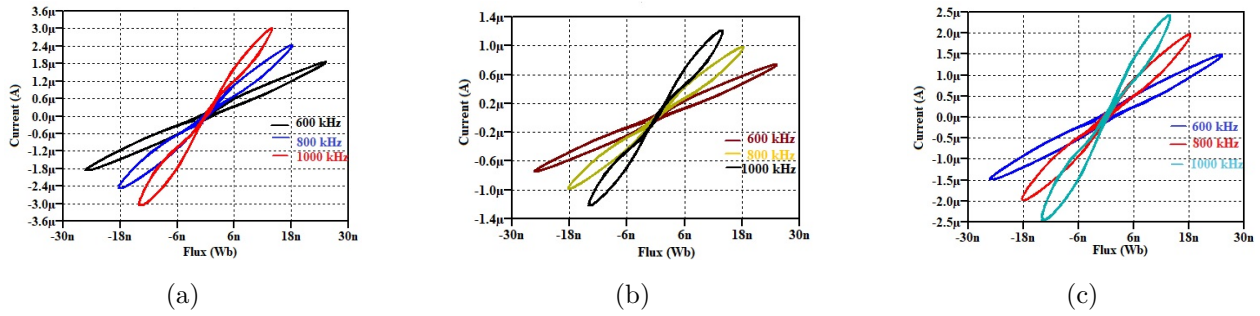 3.6μ
3.0μ
2.4μ
1.8μ
1.2μ
0.6μ
0.0μ
-0.6μ
-1.2μ
-1.8μ
-2.4μ
-3.0μ
-3.6μ
Current (A)
600 kHz
800 kHz
1000 kHz
-30n -18n -6n 6n 18n 30n
Flux (Wb)
(a)
1.4μ
1.0μ
0.6μ
0.2μ
-0.2μ
-0.6μ
-1.0μ
-1.4μ
Current (A)
600 kHz
800 kHz
1000 kHz
-30n -18n -6n 6n 18n 30n
Flux (Wb)
(b)
2.5μ
2.0μ
1.5μ
1.0μ
0.5μ
0.0μ
-0.5μ
-1.0μ
-1.5μ
-2.0μ
-2.5μ
Current (A)
600 kHz
800 kHz
1000 kHz
-30n -18n -6n 6n 18n 30n
Flux (Wb)
(c)